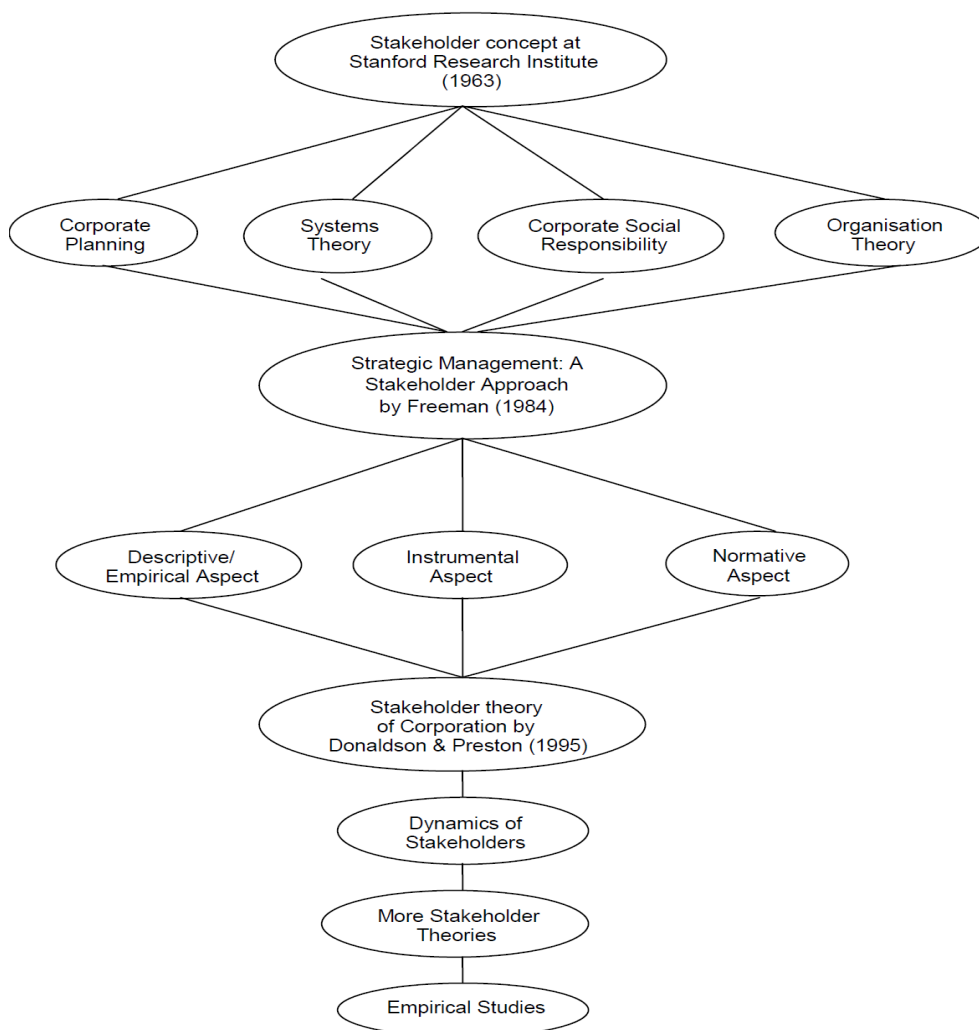 Stakeholder concept at
Stanford Research Institute
(1963)
Corporate
Planning
Systems
Theory
Corporate Social
Responsibility
Organisation
Theory
Strategic Management: A
Stakeholder Approach
by Freeman (1984)
Descriptive/
Empirical Aspect
Instrumental
Aspect
Normative
Aspect
Stakeholder theory
of Corporation by
Donaldson & Preston (1995)
Dynamics of
Stakeholders
More Stakeholder
Theories
Empirical Studies